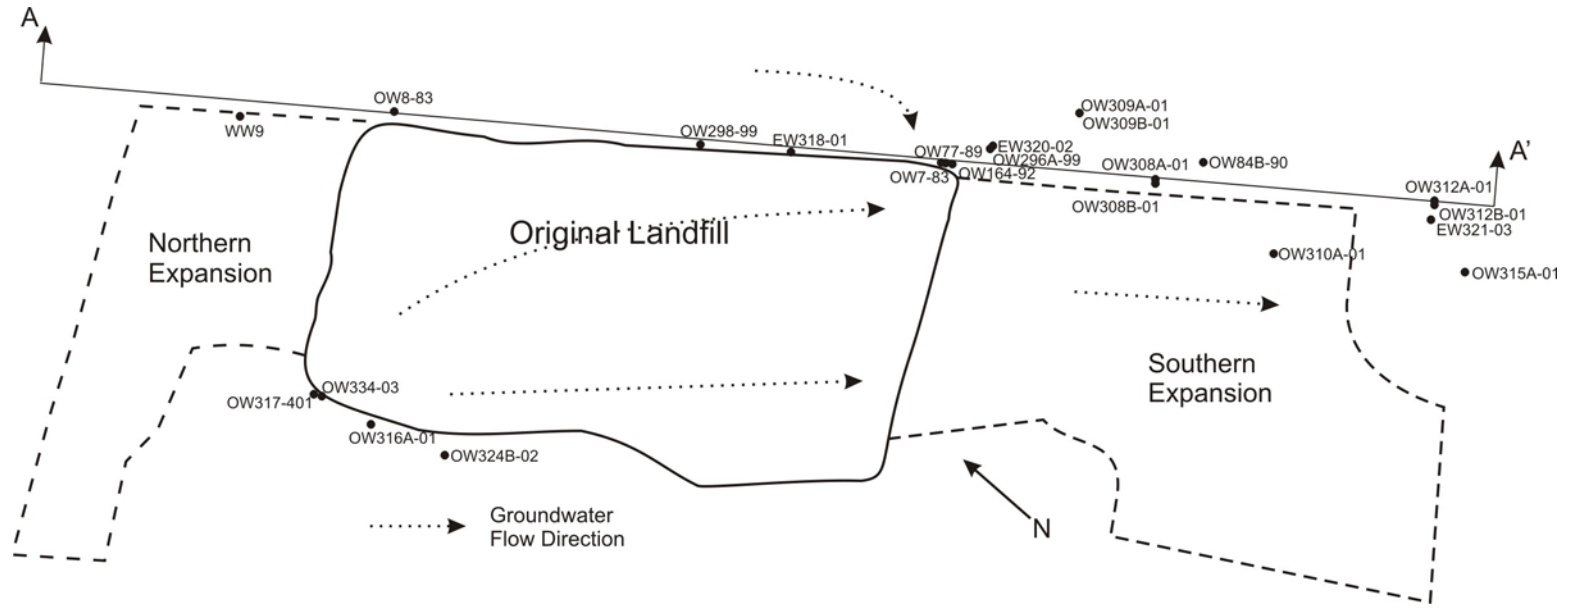 A
OW8-83
WW9
OW298-99
EW318-01
OW309A-01
OW309B-01
OW77-89
EW320-02
OW296A-99
OW7-83
OW164-92
OW308A-01
OW84B-90
A'
OW308B-01
OW312A-01
OW312B-01
EW321-03
OW310A-01
OW315A-01
Original Landfill
Northern
Expansion
Southern
Expansion
OW334-03
OW317-401
OW316A-01
OW324B-02
Groundwater
Flow Direction
N